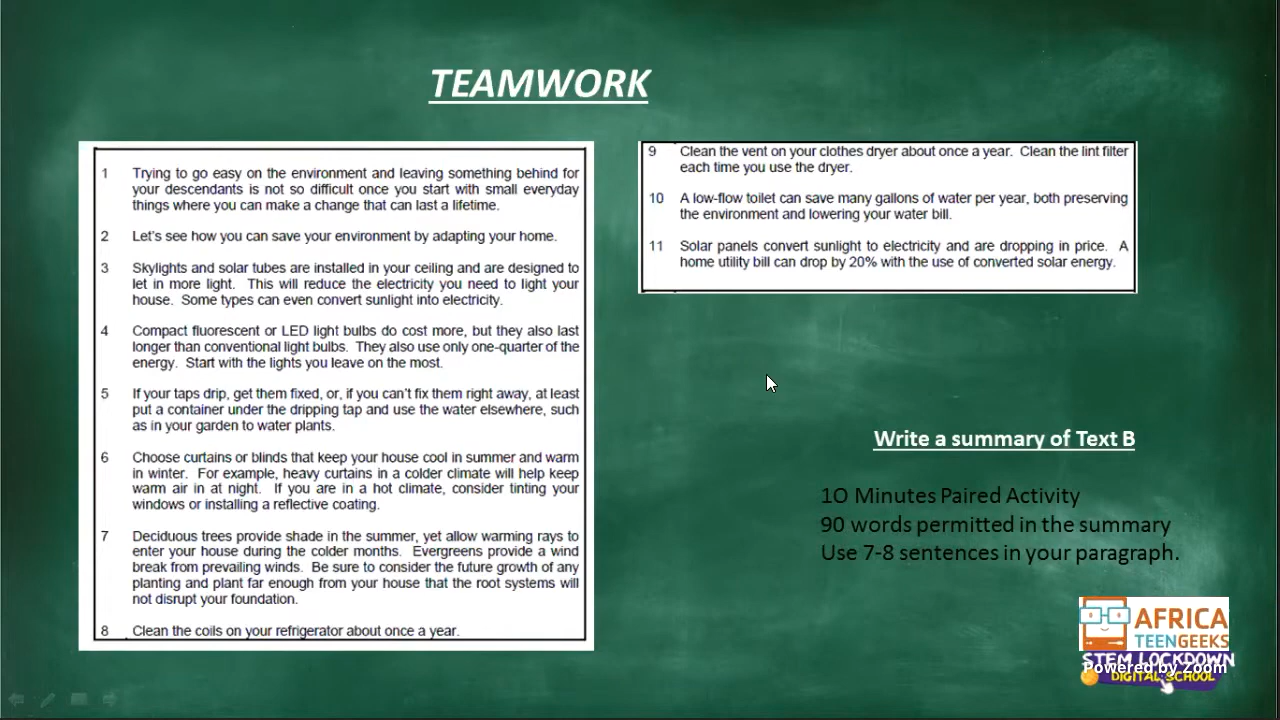 TEAMWORK
1 Trying to go easy on the environment and leaving something behind for
your descendants is not so difficult once you start with small everyday
things where you can make a change that can last a lifetime.
2 Let's see how you can save your environment by adapting your home.
3 Skylights and solar tubes are installed in your ceiling and are designed to
let in more light. This will reduce the electricity you need to light your
house. Some types can even convert sunlight into electricity.
4 Compact fluorescent or LED light bulbs do cost more, but they also last
longer than conventional light bulbs. They also use only one-quarter of the
energy. Start with the lights you leave on the most.
5 If your taps drip, get them fixed, or, if you can't fix them right away, at least
put a container under the dripping tap and use the water elsewhere, such
as in your garden to water plants.
6 Choose curtains or blinds that keep your house cool in summer and warm
in winter. For example, heavy curtains in a colder climate will help keep
warm air in at night. If you are in a hot climate, consider tinting your
windows or installing a reflective coating.
7 Deciduous trees provide shade in the summer, yet allow warming rays to
enter your house during the colder months. Evergreens provide a wind
break from prevailing winds. Be sure to consider the future growth of any
planting and plant far enough from your house that the root systems will
not disrupt your foundation.
8 Clean the coils on your refrigerator about once a year.
9 Clean the vent on your clothes dryer about once a year. Clean the lint filter
each time you use the dryer.
10 A low-flow toilet can save many gallons of water per year, both preserving
the environment and lowering your water bill.
11 Solar panels convert sunlight to electricity and are dropping in price. A
home utility bill can drop by 20% with the use of converted solar energy.
Write a summary of Text B
1O Minutes Paired Activity
90 words permitted in the summary
Use 7-8 sentences in your paragraph.
AFRICA
TEENGEEKS
STEM LOCKDOWN
Powered by Zoom
DIGITAL SCHOOL